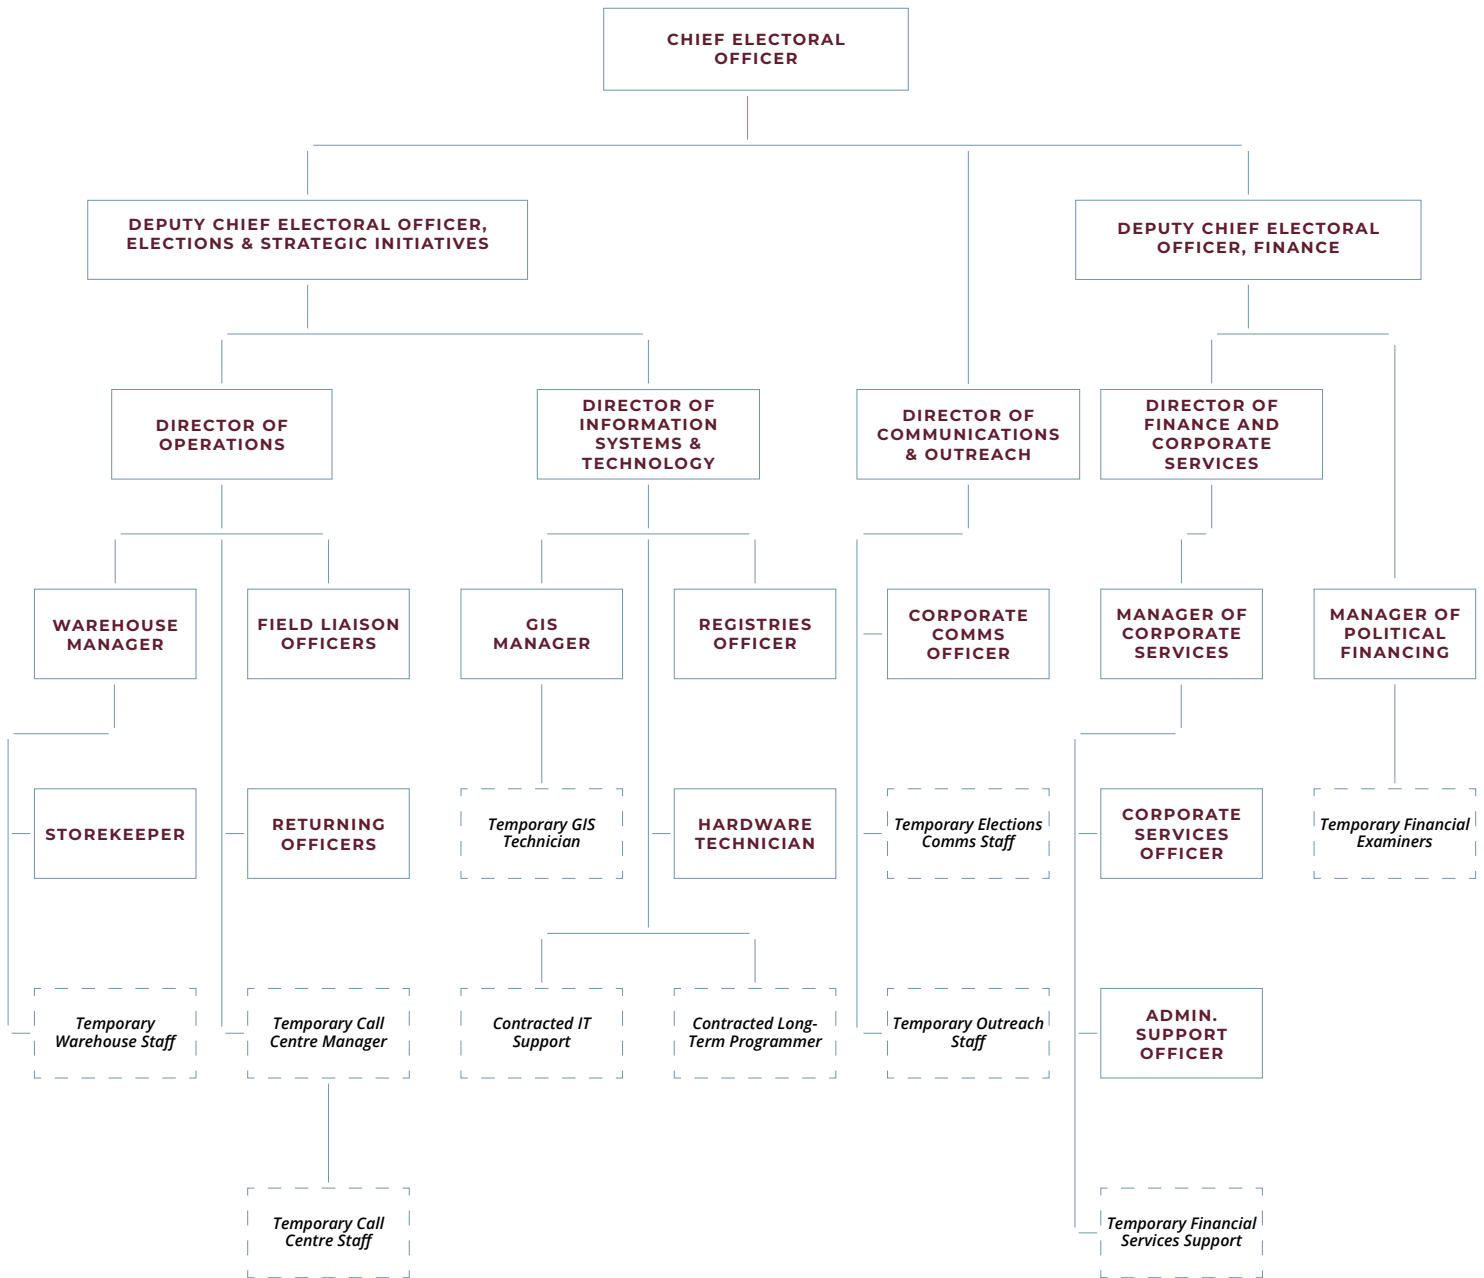 CHIEF ELECTORAL
OFFICER
DEPUTY CHIEF ELECTORAL OFFICER,
ELECTIONS & STRATEGIC INITIATIVES
DEPUTY CHIEF ELECTORAL
OFFICER, FINANCE
DIRECTOR OF
OPERATIONS
DIRECTOR OF
INFORMATION
SYSTEMS &
TECHNOLOGY
DIRECTOR OF
COMMUNICATIONS
& OUTREACH
DIRECTOR OF
FINANCE AND
CORPORATE
SERVICES
WAREHOUSE
MANAGER
FIELD LIAISON
OFFICERS
GIS
MANAGER
REGISTRIES
OFFICER
CORPORATE
COMMS
OFFICER
MANAGER OF
CORPORATE
SERVICES
MANAGER OF
POLITICAL
FINANCING
STOREKEEPER
RETURNING
OFFICERS
Temporary GIS
Technician
HARDWARE
TECHNICIAN
Temporary Elections
Comms Staff
CORPORATE
SERVICES
OFFICER
Temporary Financial
Examiners
Temporary
Warehouse Staff
Temporary Call
Centre Manager
Contracted IT
Support
Contracted Long-
Term Programmer
Temporary Outreach
Staff
ADMIN.
SUPPORT
OFFICER
Temporary Call
Centre Staff
Temporary Financial
Services Support